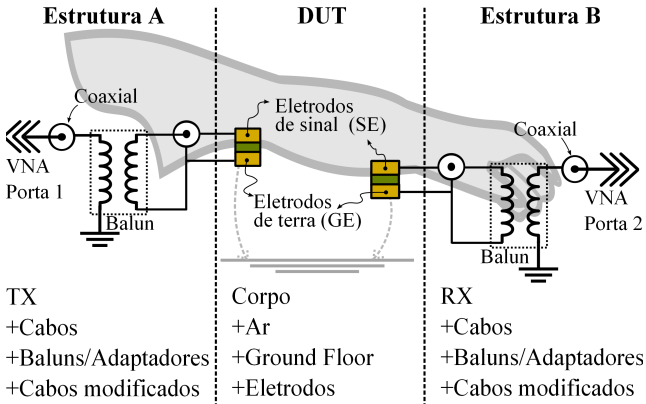 Estrutura A
DUT
Estrutura B
Coaxial
VNA
Porta 1
Balun
Eletrodos
de sinal (SE)
Eletrodos
de terra (GE)
Coaxial
VNA
Porta 2
Balun
TX
+Cabos
+Baluns/Adaptadores
+Cabos modificados
Corpo
+Ar
+Ground Floor
+Eletrodos
RX
+Cabos
+Baluns/Adaptadores
+Cabos modificados